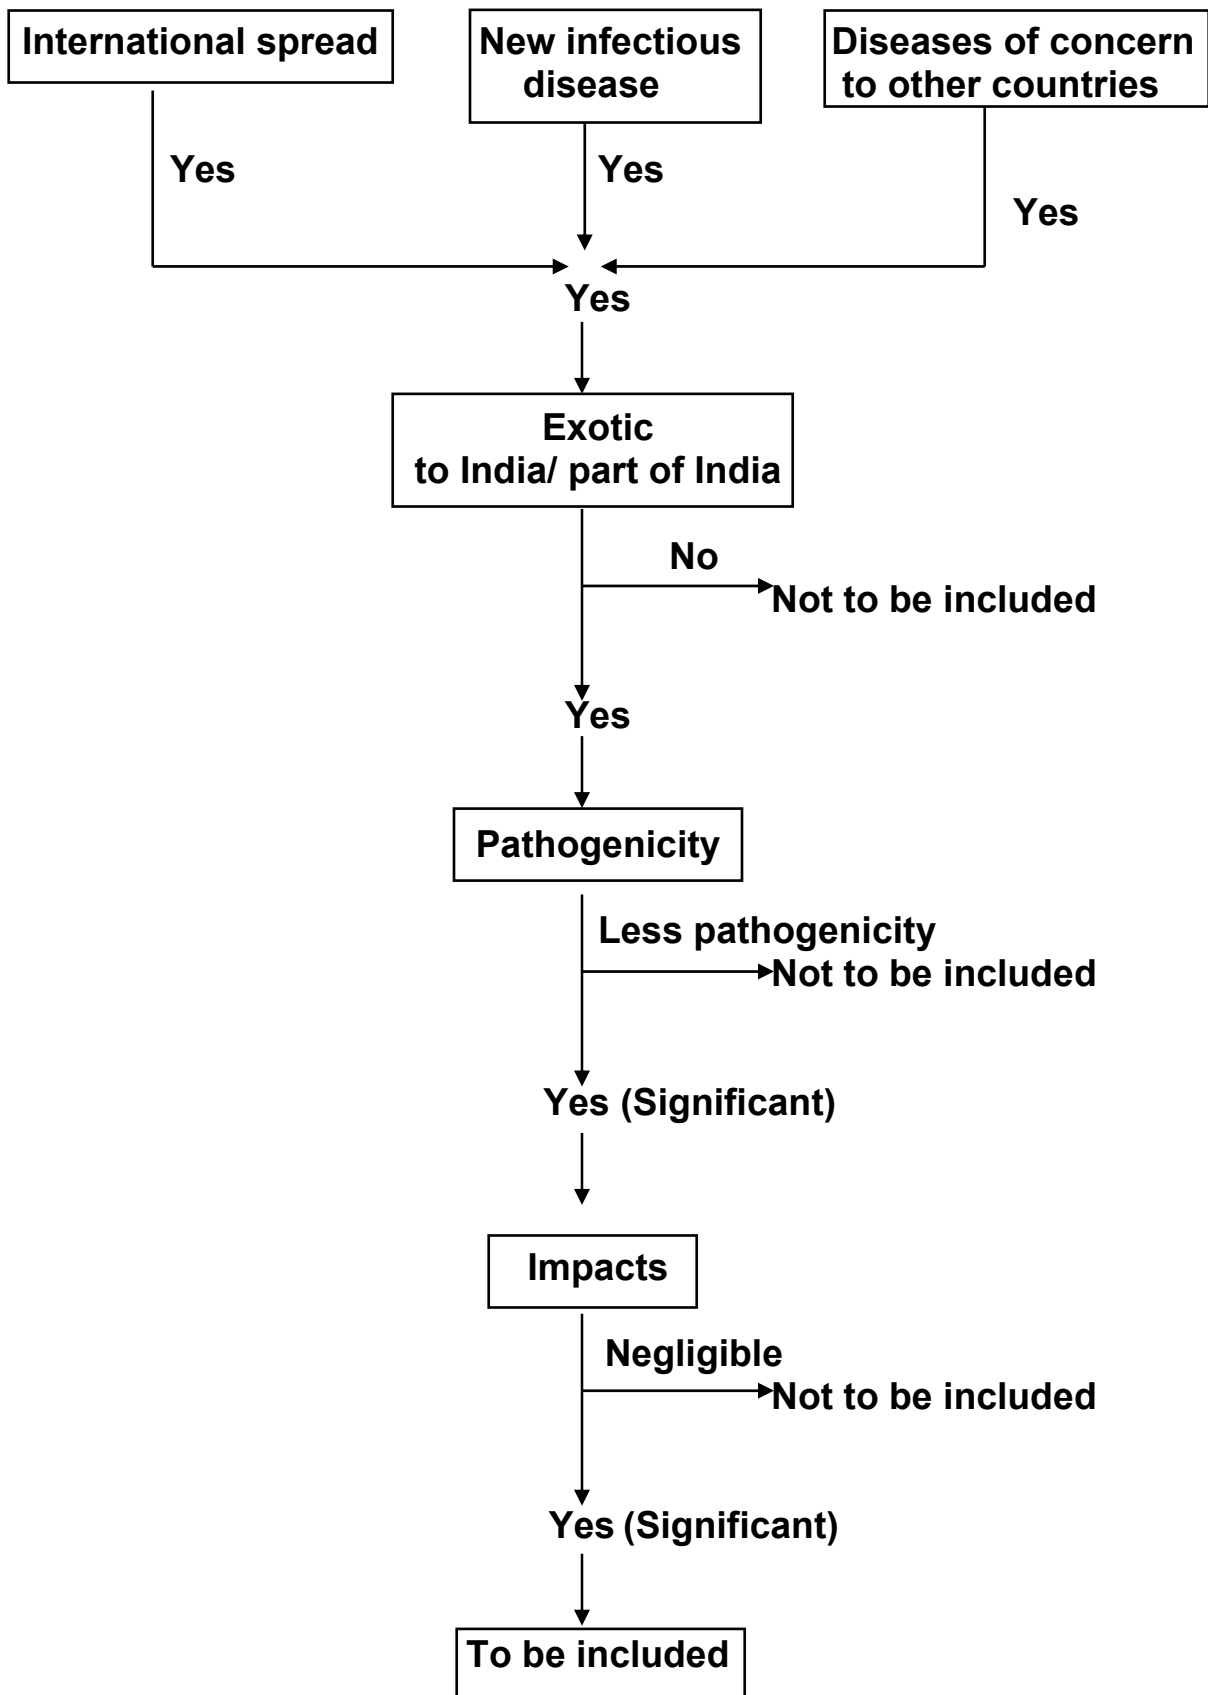 International spread
New infectious
disease
Diseases of concern
to other countries
Yes
Yes
Yes
Yes
Exotic
to India/ part of India
No
Not to be included
Yes
Pathogenicity
Less pathogenicity
Not to be included
Yes (Significant)
Impacts
Negligible
Not to be included
Yes (Significant)
To be included